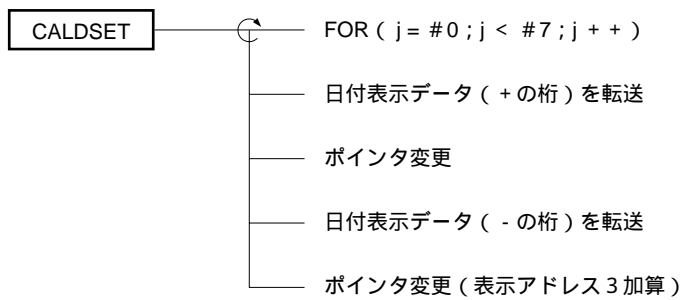 CALDSET
FOR ( j = #0 ; j < #7 ; j + + )
日付表示データ ( + の桁 ) を転送
ポインタ変更
日付表示データ ( - の桁 ) を転送
ポインタ変更 ( 表示アドレス 3 加算 )